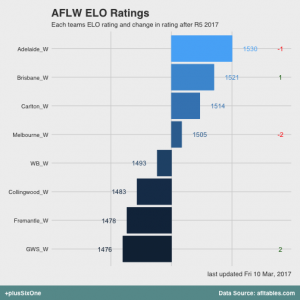 AFLW ELO Ratings
Each teams ELO rating and change in rating after R5 2017
Adelaide_W 1530 -1
Brisbane_W 1521 1
Carlton_W 1514
Melbourne_W 1505 -2
WB_W 1493
Collingwood_W 1483
Fremantle_W 1478
GWS_W 1476 2
last updated Fri 10 Mar, 2017
+plusSixOne Data Source: afltables.com